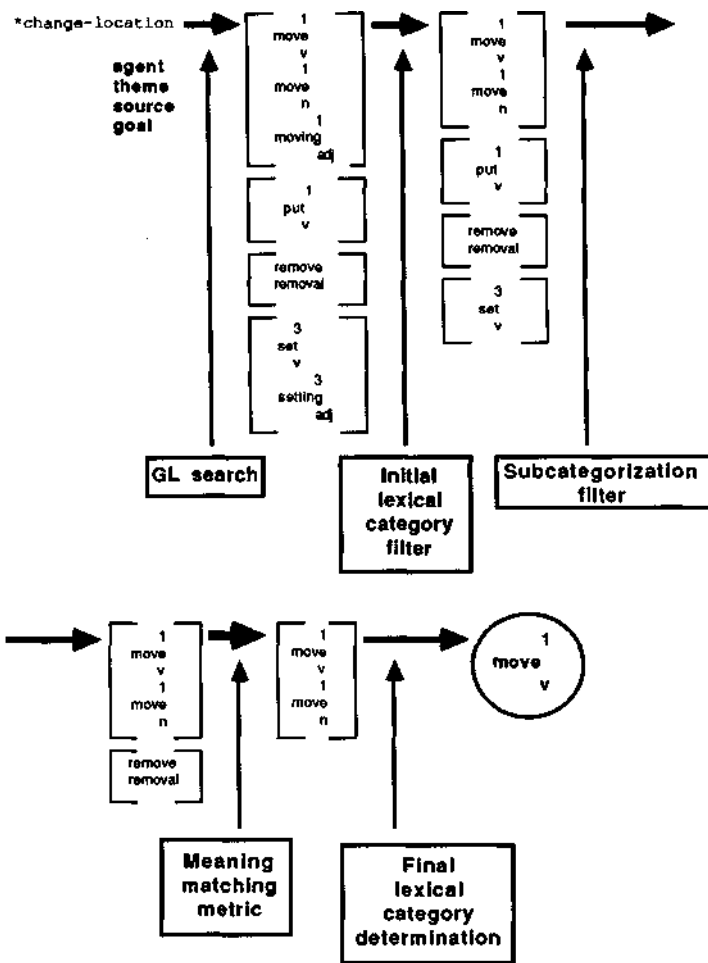 *change-location
agent
theme
source
goal
1
move
v
1
move
n
1
moving
adj
1
put
v
remove
removal
3
set
v
3
setting
adj
1
move
v
1
move
n
1
put
v
remove
removal
3
set
v
GL search
Initial
lexical
category
filter
Subcategorization
filter
1
move
v
1
move
n
remove
removal
1
move
v
1
move
n
1
move
v
Meaning
matching
metric
Final
lexical
category
determination